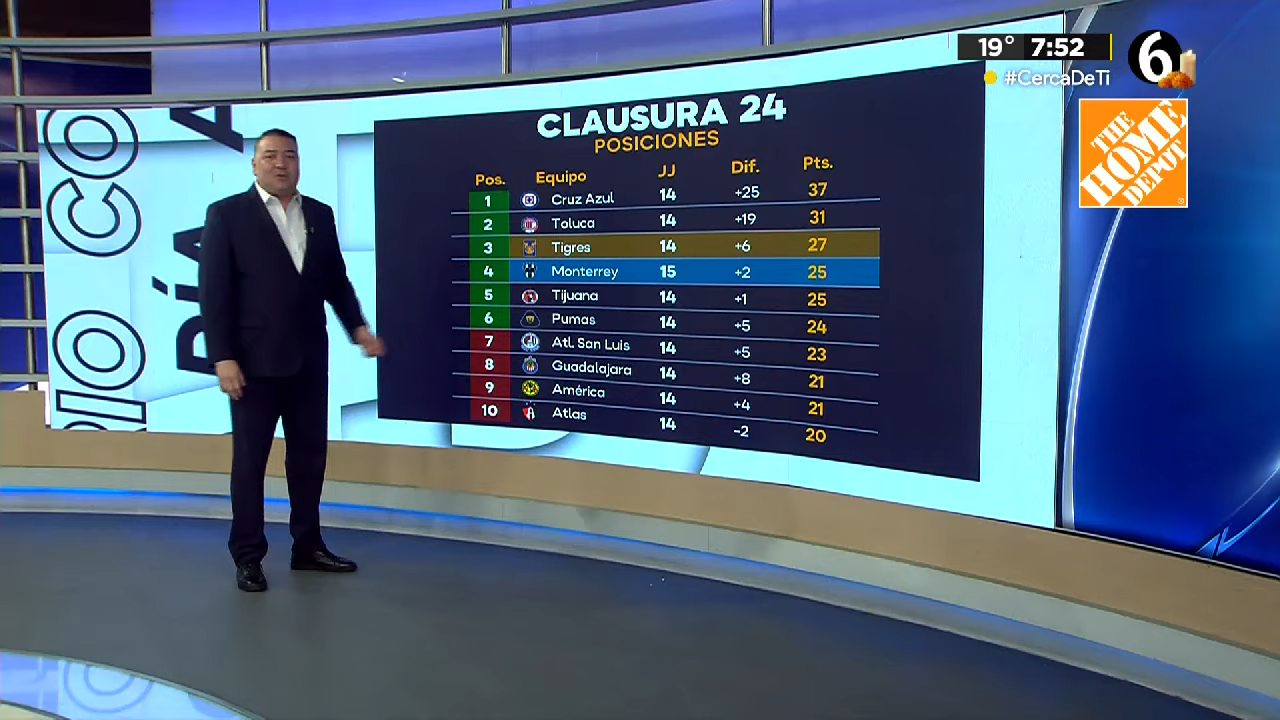 19° 7:52
6
#CercaDeTi
THE
HOME
DEPOT
CLAUSURA 24
POSICIONES
Pos. Equipo JJ Dif. Pts.
1 Cruz Azul 14 +25 37
2 Toluca 14 +19 31
3 Tigres 14 +6 27
4 Monterrey 15 +2 25
5 Tijuana 14 +1 25
6 Pumas 14 +5 24
7 Atl. San Luis 14 +5 23
8 Guadalajara 14 +8 21
9 América 14 +4 21
10 Atlas 14 -2 20
DÍA A